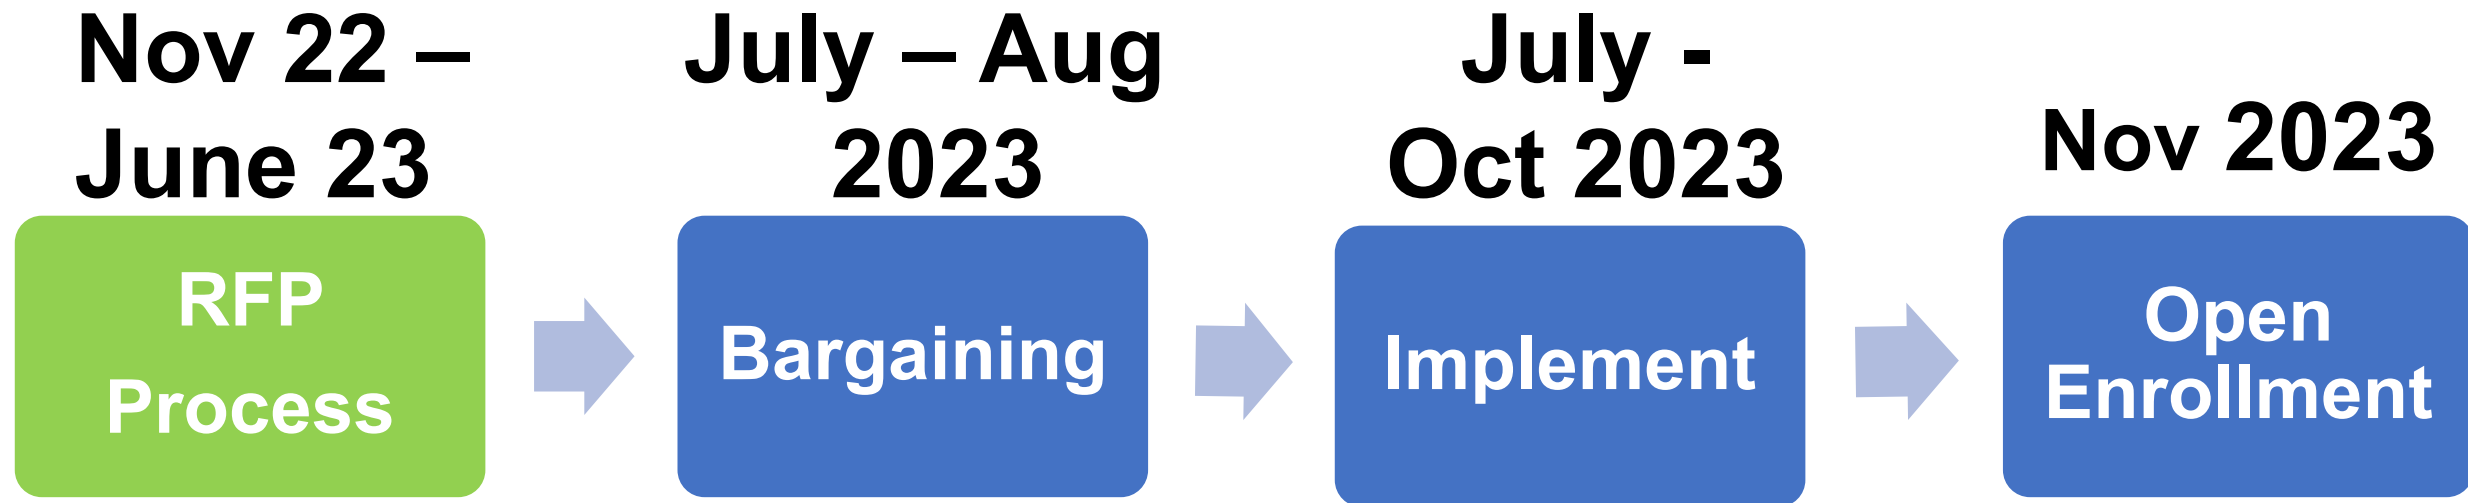 Nov 22 –
June 23
RFP
Process
July – Aug
2023
Bargaining
July -
Oct 2023
Implement
Nov 2023
Open
Enrollment